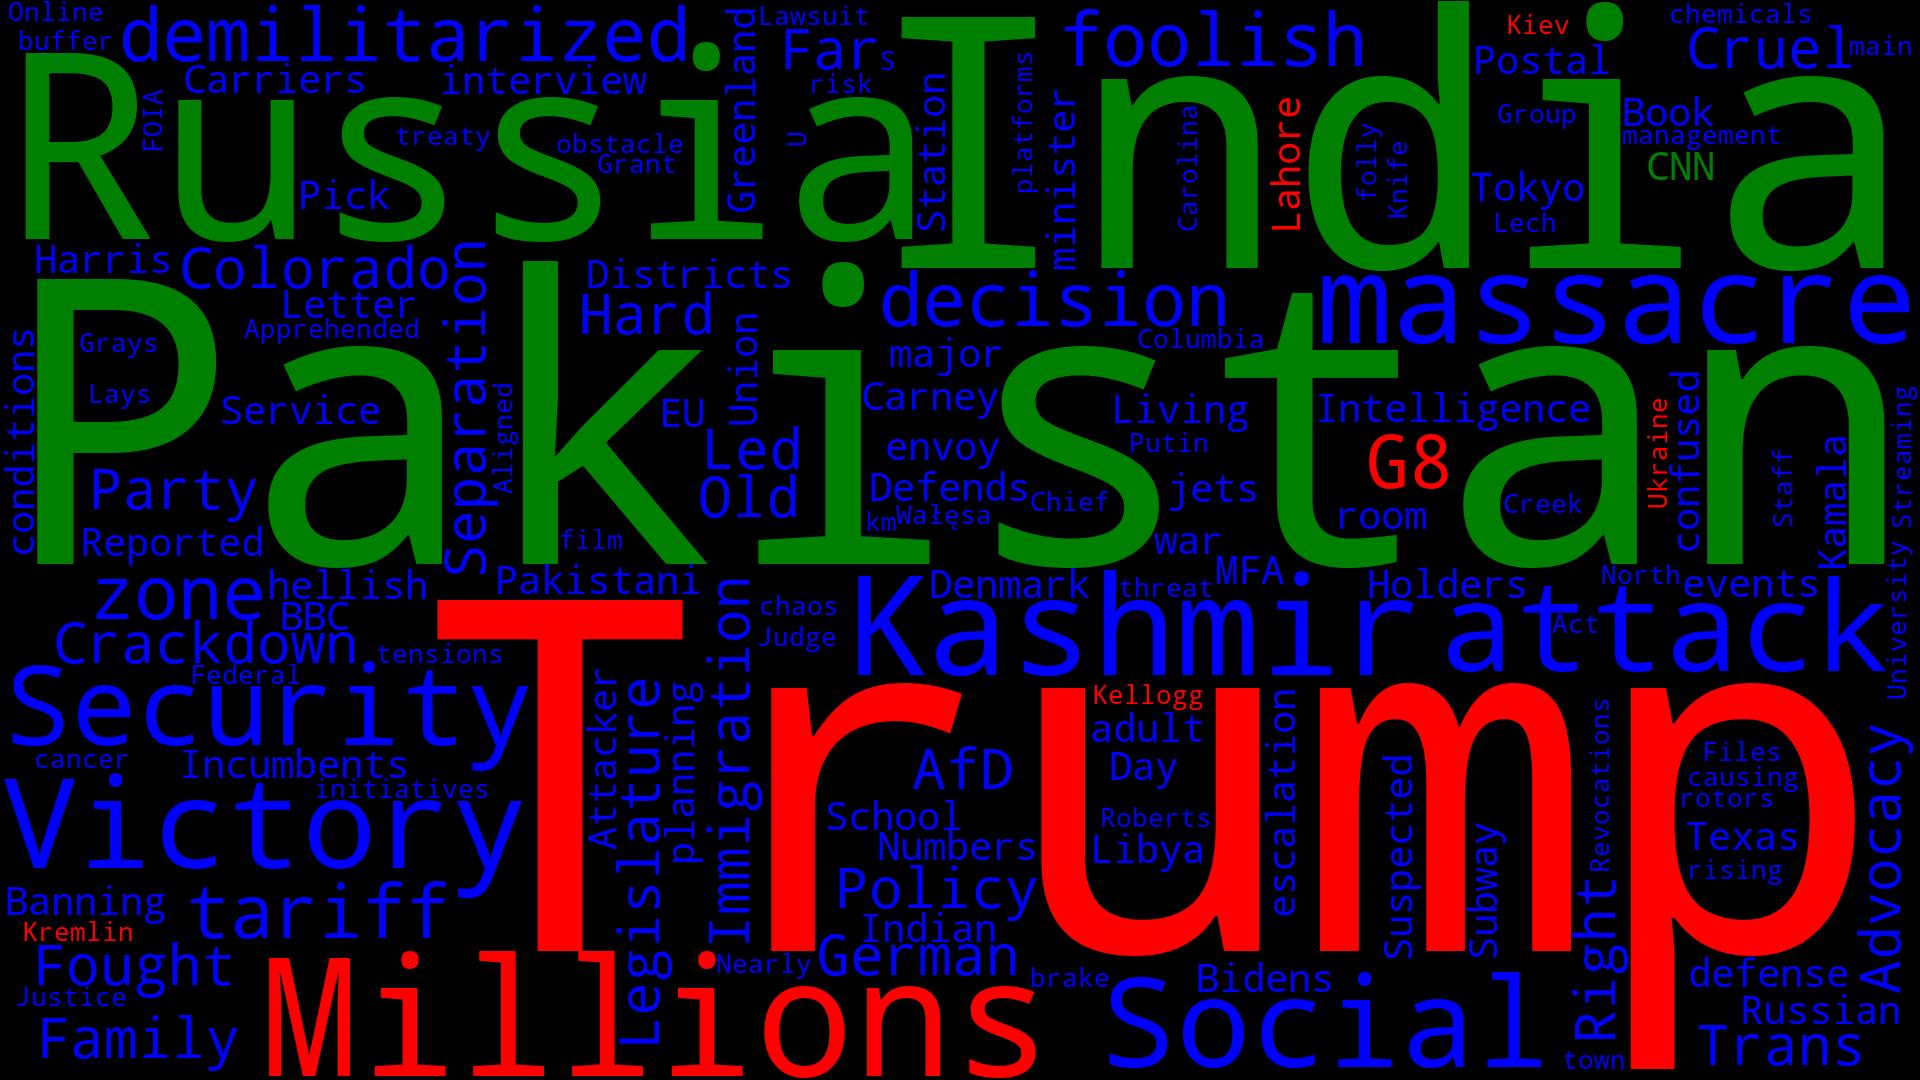 Online
buffer
demilitarized
Lawsuit
Fars
foolish
Kiev
chemicals
Postal
Cruel
main
Carriers
interview
Greenland
risk
Russia
India
FOIA
treaty
obstacle
Grant
U
Station
platforms
minister
Carolina
Lahore
folly
Knife
Group
Book
management
CNN
Pick
Tokyo
Lech
Harris
Colorado
Separation
Districts
Letter
Apprehended
Hard
decision
massacre
Columbia
major
Pakistan
Grays
Lays
conditions
Service
Aligned
Union
EU
Carney
Living
Intelligence
Led
envoy
Putin
G8
Ukraine
confused
Party
Old
Defends
Chief
jets
Creek
Staff
Kamala
Streaming
km
Wałęsa
room
Reported
film
war
zone
hellish
Pakistani
Denmark
threat
MFA
Holders
North
events
BBC
chaos
Judge
Kashmir
attack
Act
University
Crackdown
tensions
Federal
Security
Trump
Attacker
Legislature
planning
Immigration
Kellogg
adult
escalation
Revocations
cancer
Incumbents
AfD
Day
Suspected
Files
causing
rotors
Advocacy
initiatives
Victory
School
Roberts
Numbers
Libya
Subway
Texas
rising
Banning
tariff
Policy
Kremlin
Indian
Right
Fought
German
Nearly
brake
Bidens
defense
Justice
Millions
Social
Russian
Family
Trans
town